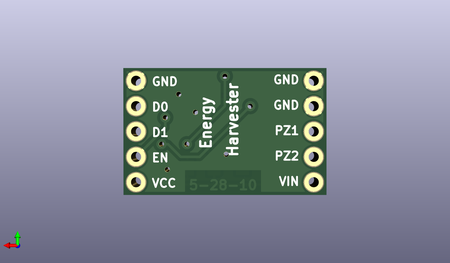 GND
D0
D1
EN
VCC
Energy
Harvester
GND
GND
PZ1
PZ2
VIN
5-28-10